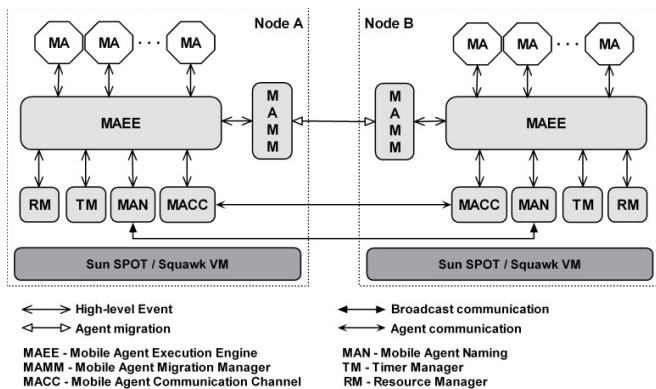 Node A
Node B
MA MA · · · MA
MA MA · · · MA
MAEE
MAMM
MAMM
MAEE
RM TM MAN MACC
MACC MAN TM RM
Sun SPOT / Squawk VM
Sun SPOT / Squawk VM
High-level Event
Agent migration
Broadcast communication
Agent communication
MAEE - Mobile Agent Execution Engine
MAMM - Mobile Agent Migration Manager
MACC - Mobile Agent Communication Channel
MAN - Mobile Agent Naming
TM - Timer Manager
RM - Resource Manager